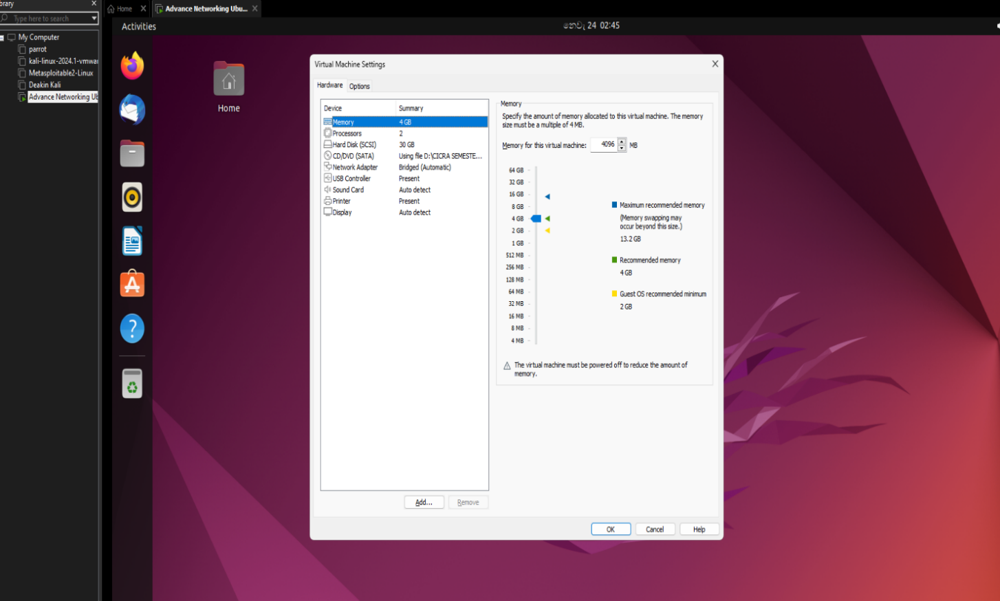 brary
Home
Advance Networking Ubu...
Type here to search
My Computer
parrot
kali-linux-2024.1-vmwar
Metasploitable2-Linux
Deakin Kali
Advance Networking Ub
Activities
නොවැ 24 02:45
Home
Virtual Machine Settings
Hardware
Options
Device Summary
Memory 4 GB
Processors 2
Hard Disk (SCSI) 30 GB
CD/DVD (SATA) Using file D:\CICRA SEMESTE...
Network Adapter Bridged (Automatic)
USB Controller Present
Sound Card Auto detect
Printer Present
Display Auto detect
Add...
Remove
Memory
Specify the amount of memory allocated to this virtual machine. The memory
size must be a multiple of 4 MB.
Memory for this virtual machine: 4096 MB
64 GB
32 GB
16 GB
8 GB
4 GB
2 GB
1 GB
512 MB
256 MB
128 MB
64 MB
32 MB
16 MB
8 MB
4 MB
Maximum recommended memory
(Memory swapping may
occur beyond this size.)
13.2 GB
Recommended memory
4 GB
Guest OS recommended minimum
2 GB
The virtual machine must be powered off to reduce the amount of
memory.
OK
Cancel
Help